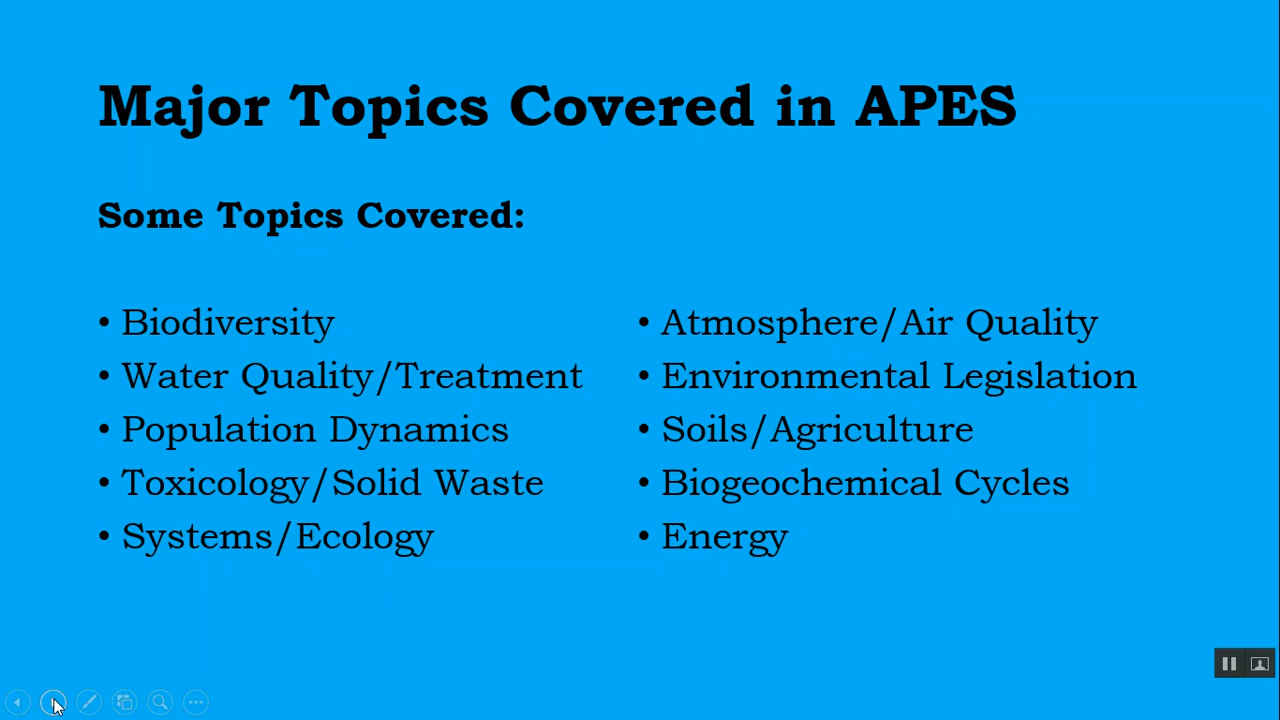 Major Topics Covered in APES
Some Topics Covered:
• Biodiversity
• Water Quality/Treatment
• Population Dynamics
• Toxicology/Solid Waste
• Systems/Ecology
• Atmosphere/Air Quality
• Environmental Legislation
• Soils/Agriculture
• Biogeochemical Cycles
• Energy